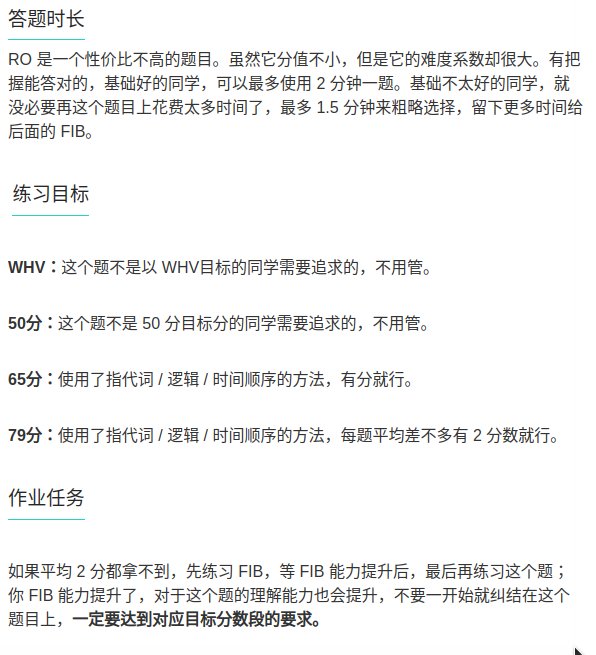 答题时长
RO 是一个性价比不高的题目。虽然它分值不小，但是它的难度系数却很大。有把
握能答对的，基础好的同学，可以最多使用 2 分钟一题。基础不太好的同学，就
没必要再这个题目上花费太多时间了，最多 1.5 分钟来粗略选择，留下更多时间给
后面的 FIB。
练习目标
WHV：这个题不是以 WHV目标的同学需要追求的，不用管。
50分：这个题不是 50 分目标分的同学需要追求的，不用管。
65分：使用了指代词 / 逻辑 / 时间顺序的方法，有分就行。
79分：使用了指代词 / 逻辑 / 时间顺序的方法，每题平均差不多有 2 分数就行。
作业任务
如果平均 2 分都拿不到，先练习 FIB，等 FIB 能力提升后，最后再练习这个题；
你 FIB 能力提升了，对于这个题的理解能力也会提升，不要一开始就纠结在这个
题目上，一定要达到对应目标分数段的要求。